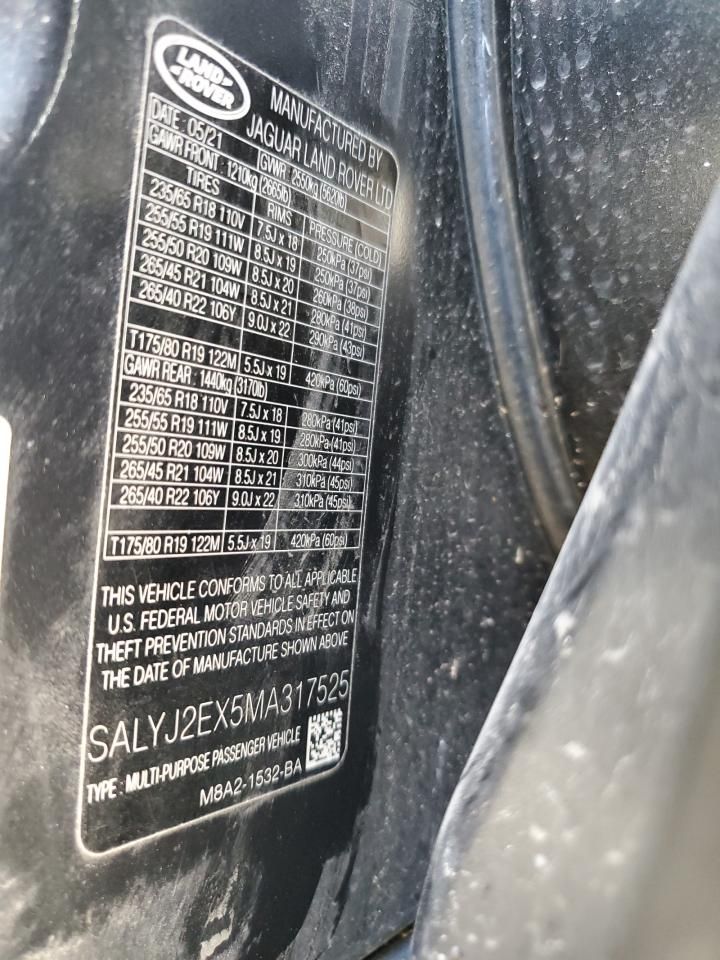 LAND
ROVER
MANUFACTURED BY
JAGUAR LAND ROVER LTD
DATE: 05/21 GVWR: 2550kg (5620lb)
GAWR FRONT: 1210kg (2665lb)
TIRES RIMS PRESSURE (COLD)
235/65 R18 110V 7.5J x 18 250kPa (37psi)
255/55 R19 111W 8.5J x 19 250kPa (37psi)
255/50 R20 109W 8.5J x 20 260kPa (38psi)
265/45 R21 104W 8.5J x 21 280kPa (41psi)
265/40 R22 106Y 9.0J x 22 290kPa (43psi)
T175/80 R19 122M 5.5J x 19 420kPa (60psi)
GAWR REAR: 1440kg (3170lb)
235/65 R18 110V 7.5J x 18 280kPa (41psi)
255/55 R19 111W 8.5J x 19 280kPa (41psi)
255/50 R20 109W 8.5J x 20 300kPa (44psi)
265/45 R21 104W 8.5J x 21 310kPa (45psi)
265/40 R22 106Y 9.0J x 22 310kPa (45psi)
T175/80 R19 122M 5.5J x 19 420kPa (60psi)
THIS VEHICLE CONFORMS TO ALL APPLICABLE
U.S. FEDERAL MOTOR VEHICLE SAFETY AND
THEFT PREVENTION STANDARDS IN EFFECT ON
THE DATE OF MANUFACTURE SHOWN ABOVE
SALYJ2EX5MA317525
TYPE: MULTI-PURPOSE PASSENGER VEHICLE
M8A2-1532-BA